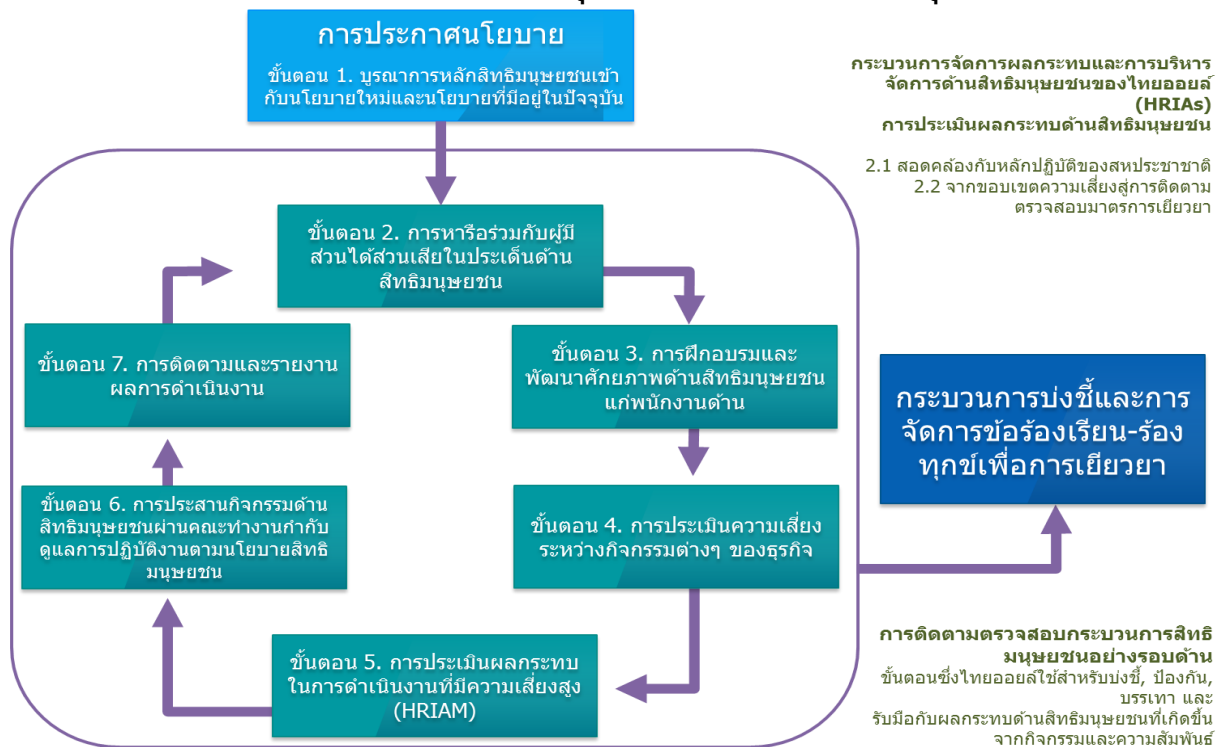 การประกาศนโยบาย
ขั้นตอน 1. บูรณาการหลักสิทธิมนุษยชนเข้า
กับนโยบายใหม่และนโยบายที่มีอยู่ในปัจจุบัน
กระบวนการจัดการผลกระทบและการบริหาร
จัดการด้านสิทธิมนุษยชนของไทยออยล์
(HRIAs)
การประเมินผลกระทบด้านสิทธิมนุษยชน
2.1 สอดคล้องกับหลักปฏิบัติของสหประชาชาติ
2.2 จากขอบเขตความเสี่ยงสู่การติดตาม
ตรวจสอบมาตรการเยียวยา
ขั้นตอน 2. การหารือร่วมกับผู้มี
ส่วนได้ส่วนเสียในประเด็นด้าน
สิทธิมนุษยชน
ขั้นตอน 3. การฝึกอบรมและ
พัฒนาศักยภาพด้านสิทธิมนุษยชน
แก่พนักงานด้าน
ขั้นตอน 4. การประเมินความเสี่ยง
ระหว่างกิจกรรมต่างๆ ของธุรกิจ
ขั้นตอน 5. การประเมินผลกระทบ
ในการดำเนินงานที่มีความเสี่ยงสูง
(HRIAM)
ขั้นตอน 6. การประสานกิจกรรมด้าน
สิทธิมนุษยชนผ่านคณะทำงานกำกับ
ดูแลการปฏิบัติงานตามนโยบายสิทธิ
มนุษยชน
ขั้นตอน 7. การติดตามและรายงาน
ผลการดำเนินงาน
กระบวนการบ่งชี้และการ
จัดการข้อร้องเรียน-ร้อง
ทุกข์เพื่อการเยียวยา
การติดตามตรวจสอบกระบวนการสิทธิ
มนุษยชนอย่างรอบด้าน
ขั้นตอนซึ่งไทยออยล์ใช้สำหรับบ่งชี้, ป้องกัน,
บรรเทา และ
รับมือกับผลกระทบด้านสิทธิมนุษยชนที่เกิดขึ้น
จากกิจกรรมและความสัมพันธ์